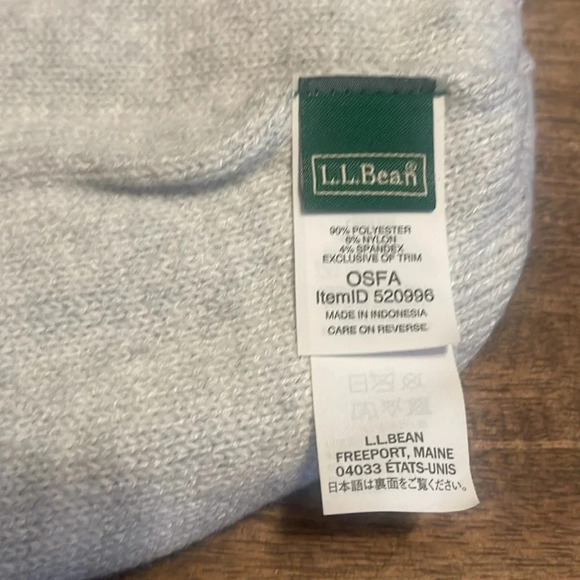 L.L.Bean®
90% POLYESTER
6% NYLON
4% SPANDEX
EXCLUSIVE OF TRIM
OSFA
ItemID 520996
MADE IN INDONESIA
CARE ON REVERSE
L.L.BEAN
FREEPORT, MAINE
04033 ÉTATS-UNIS
日本語は裏面をご覧ください。